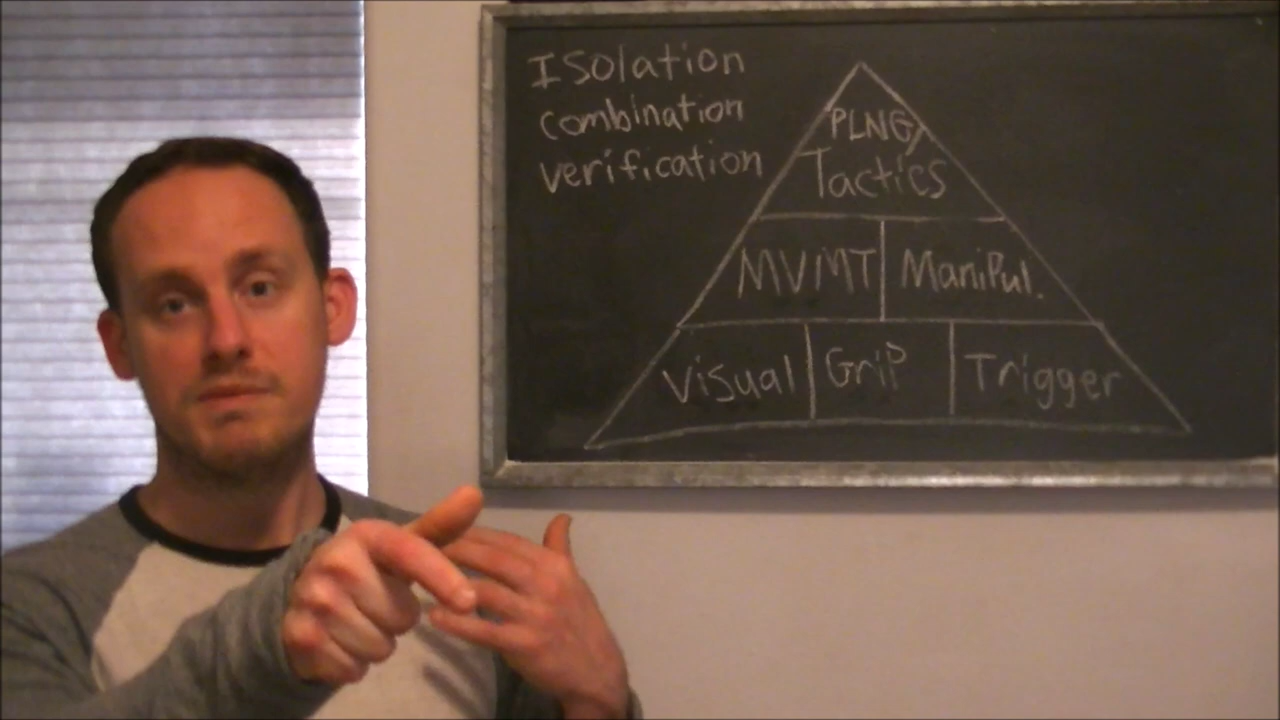 Isolation
combination
verification
PLNG/
Tactics
MVMT ManiPul.
Visual GriP Trigger